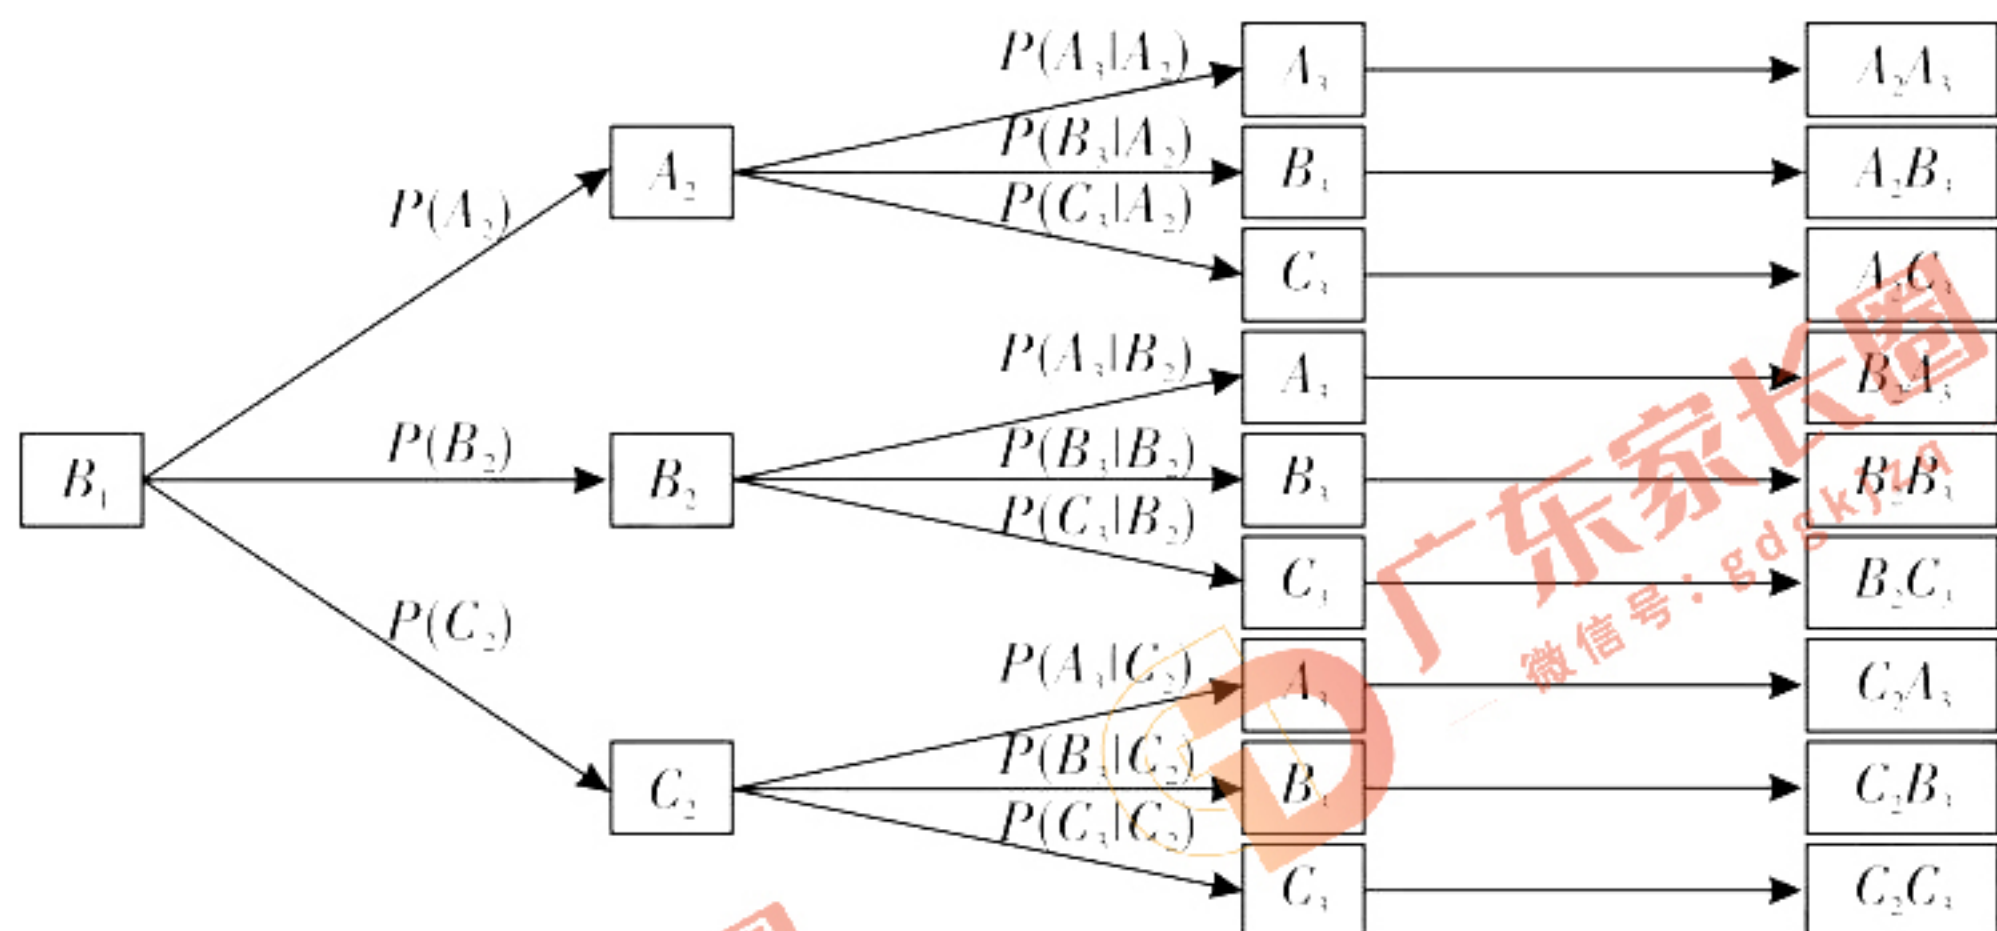 P(A₃|A₂) A₃ A₂A₃
P(B₃|A₂) B₃ A₂B₃
P(A₂) A₂
P(C₃|A₂) C₃ A₂C₃
P(A₃|B₂) A₃ B₂A₃
B₁ P(B₂) B₂ P(B₃|B₂) B₃ B₂B₃
P(C₃|B₂) C₃ B₂C₃
P(C₂)
P(A₃|C₂) A₃ C₂A₃
C₂ P(B₃|C₂) B₃ C₂B₃
P(C₃|C₂) C₃ C₂C₃
广东家长圈
微信号:gdgkjzq